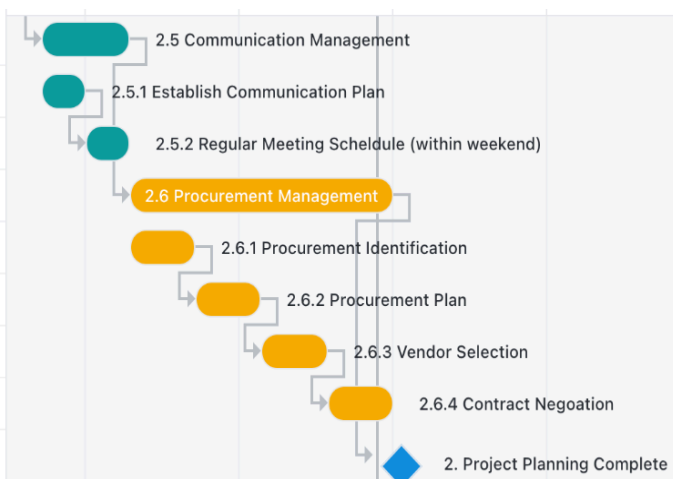 2.5 Communication Management
2.5.1 Establish Communication Plan
2.5.2 Regular Meeting Scheldule (within weekend)
2.6 Procurement Management
2.6.1 Procurement Identification
2.6.2 Procurement Plan
2.6.3 Vendor Selection
2.6.4 Contract Negoation
2. Project Planning Complete